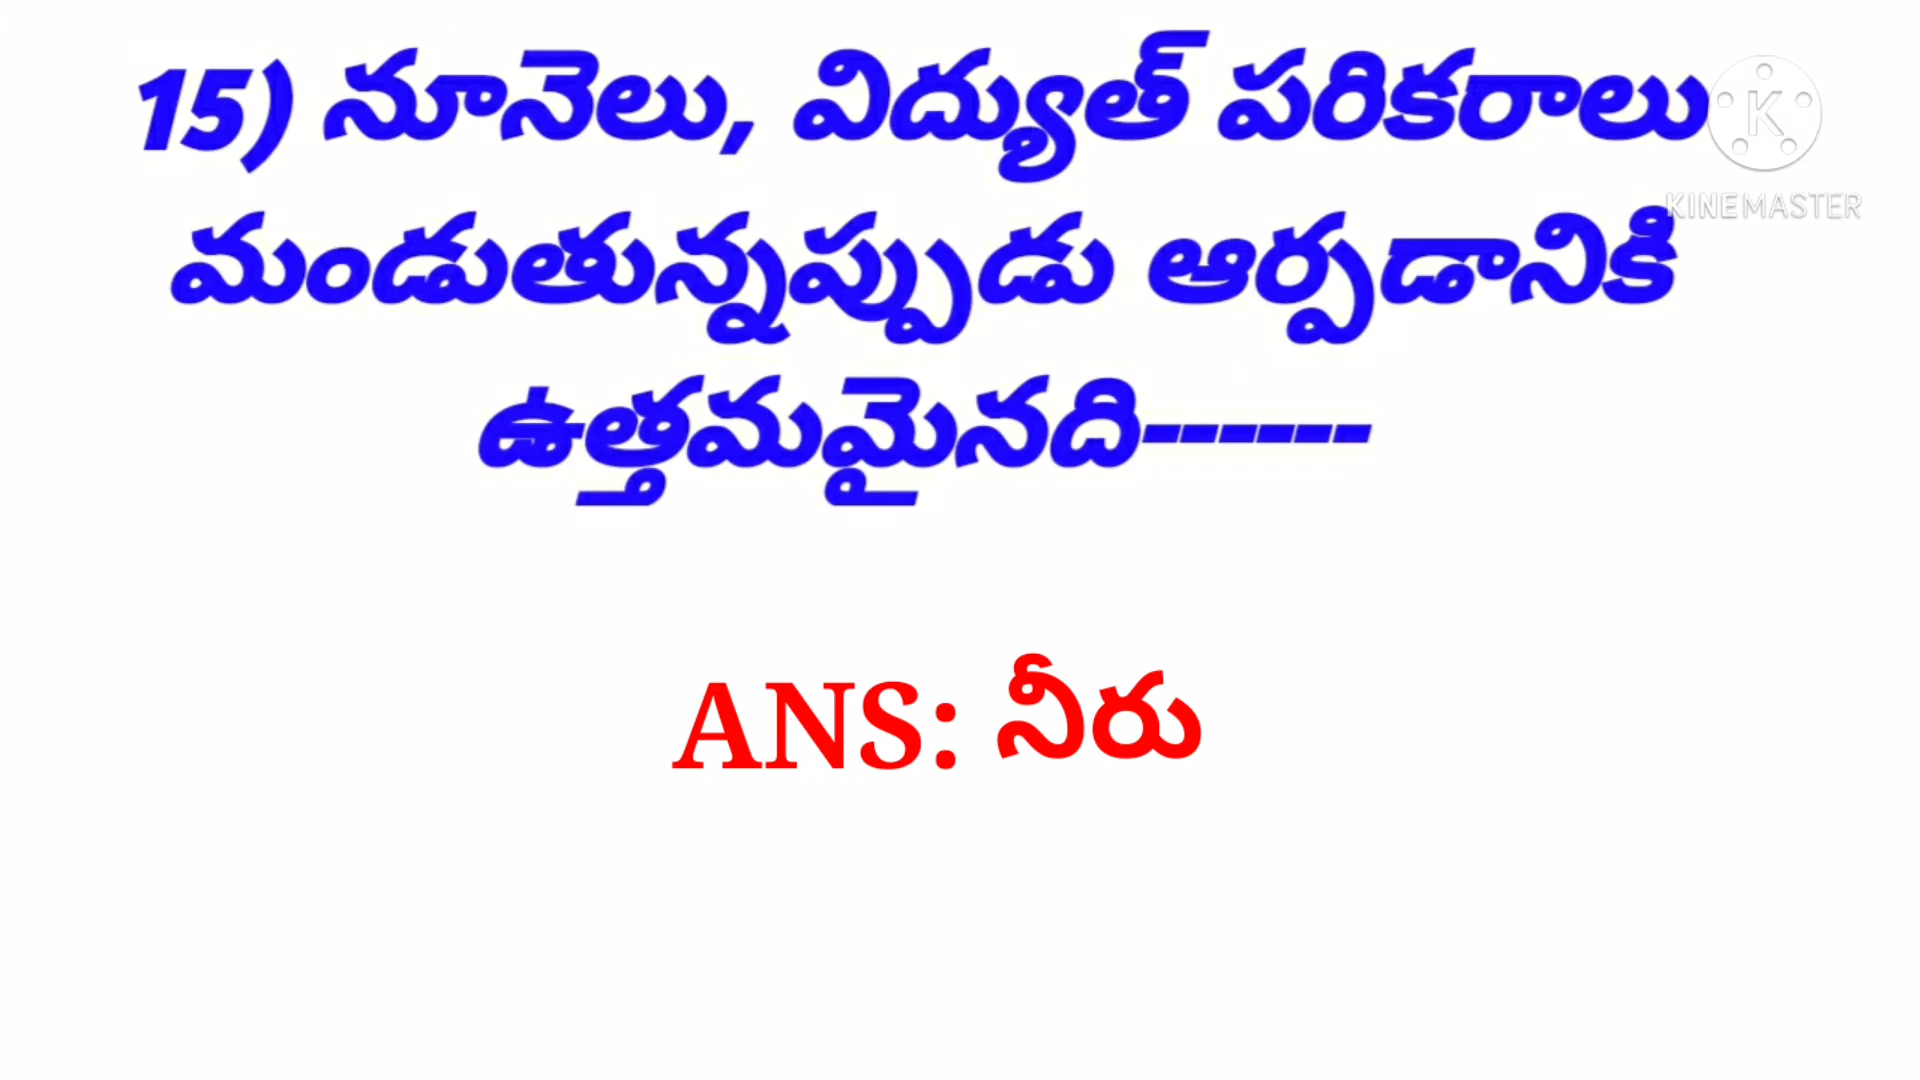 15) నూనెలు, విద్యుత్ పరికరాలు
KINEMASTER
మండుతున్నప్పుడు ఆర్పడానికి
ఉత్తమమైనది------
ANS: నీరు